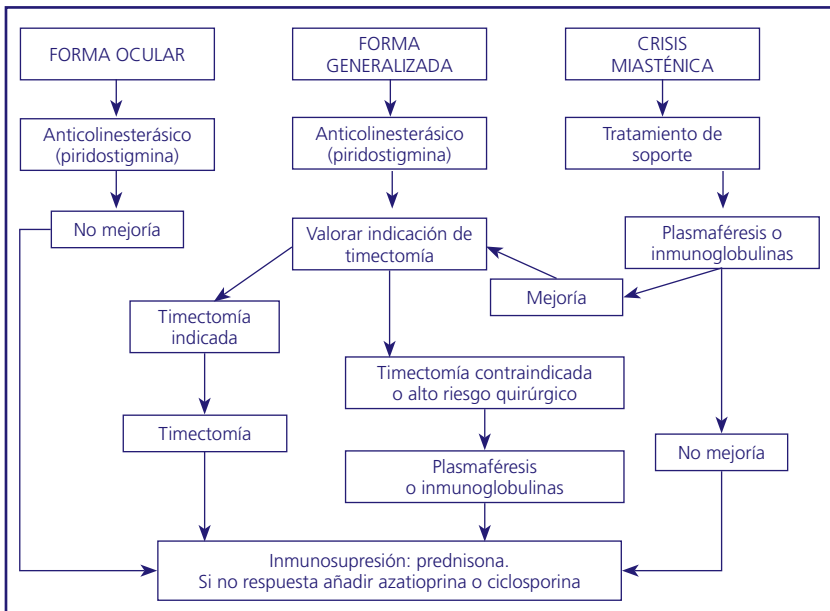 FORMA OCULAR
FORMA
GENERALIZADA
CRISIS
MIASTÉNICA
Anticolinesterásico
(piridostigmina)
Anticolinesterásico
(piridostigmina)
Tratamiento de
soporte
No mejoría
Valorar indicación de
timectomía
Plasmaféresis o
inmunoglobulinas
Mejoría
Timectomía
indicada
Timectomía contraindicada
o alto riesgo quirúrgico
Timectomía
No mejoría
Plasmaféresis
o inmunoglobulinas
Inmunosupresión: prednisona.
Si no respuesta añadir azatioprina o ciclosporina